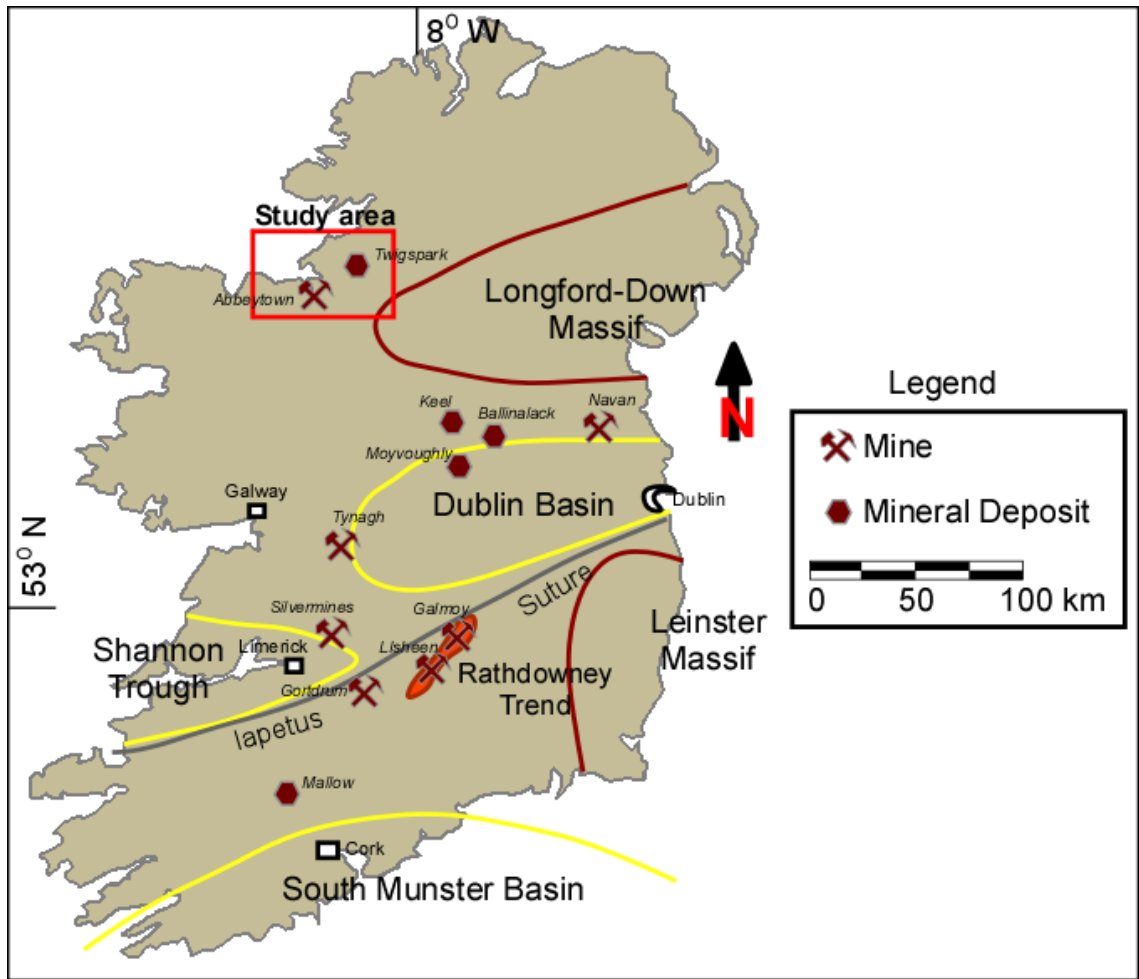 8° W
Study area
Twigspark
Abbeytown
Longford-Down
Massif
N
Legend
Mine
Mineral Deposit
0 50 100 km
Keel
Ballinalack
Navan
Moyvoughly
Galway
Dublin Basin
Dublin
Tynagh
53° N
Suture
Silvermines
Galmoy
Shannon
Trough
Limerick
LIsheen
Leinster
Massif
Gortdrum
Rathdowney
Trend
Iapetus
Mallow
Cork
South Munster Basin